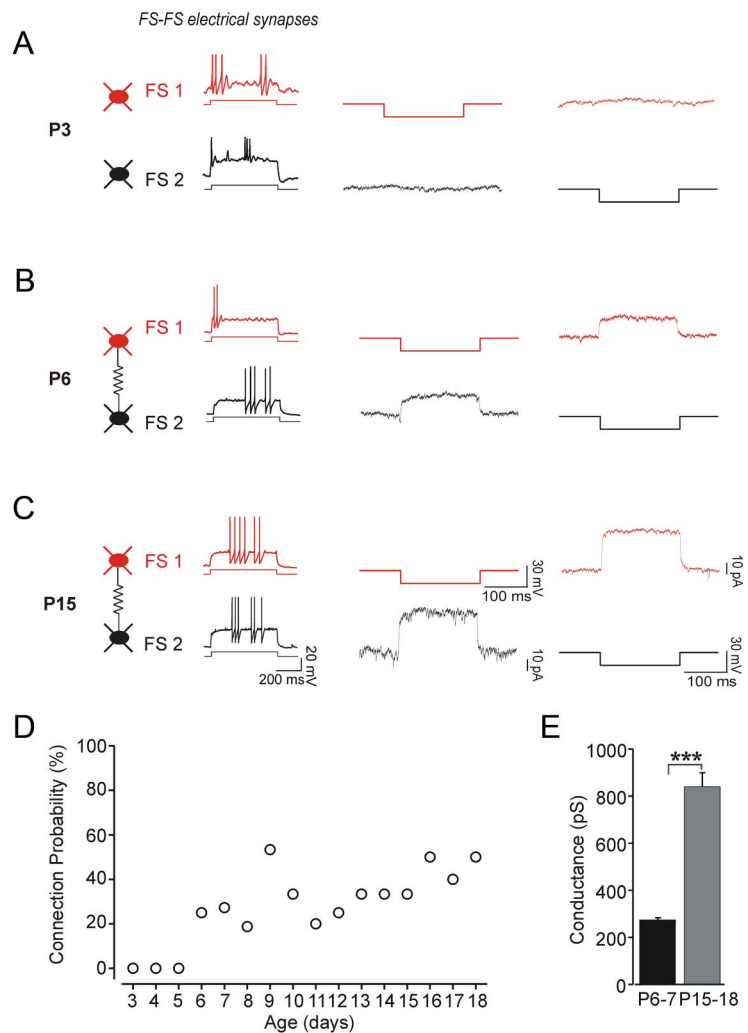 FS-FS electrical synapses
A
P3
FS 1
FS 2
B
P6
FS 1
FS 2
C
P15
FS 1
FS 2
20 mV
200 ms
30 mV
100 ms
10 pA
10 pA
30 mV
100 ms
D
Connection Probability (%)
100
80
60
40
20
0
3 4 5 6 7 8 9 10 11 12 13 14 15 16 17 18
Age (days)
E
***
Conductance (pS)
1000
800
600
400
200
0
P6-7 P15-18